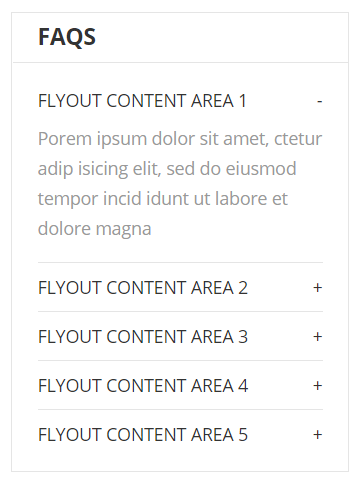 FAQS
FLYOUT CONTENT AREA 1 -
Porem ipsum dolor sit amet, ctetur
adip isicing elit, sed do eiusmod
tempor incid idunt ut labore et
dolore magna
FLYOUT CONTENT AREA 2 +
FLYOUT CONTENT AREA 3 +
FLYOUT CONTENT AREA 4 +
FLYOUT CONTENT AREA 5 +